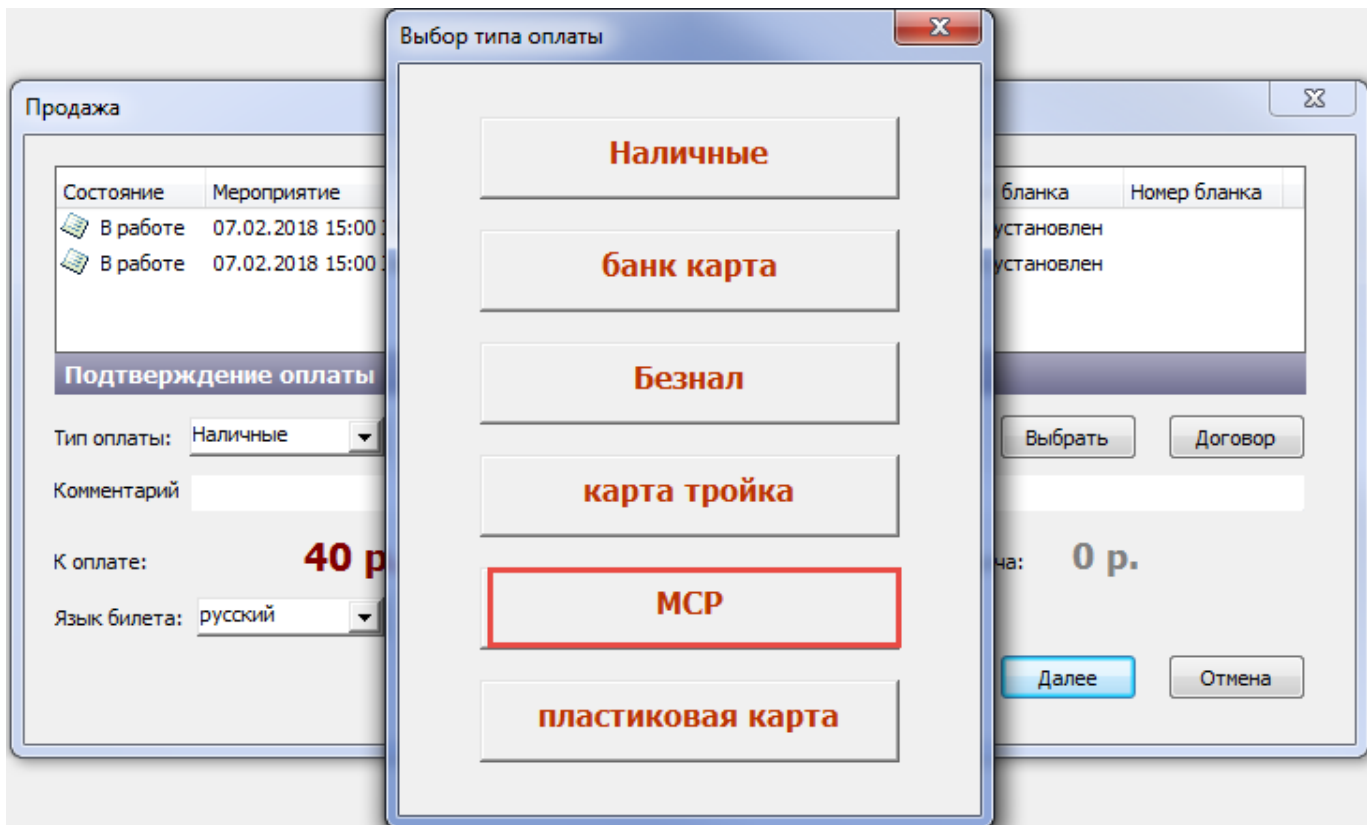 Выбор типа оплаты
Продажа
Наличные
Состояние Мероприятие бланка Номер бланка
В работе 07.02.2018 15:00 установлен
В работе 07.02.2018 15:00 установлен
банк карта
Безнал
Подтверждение оплаты
Тип оплаты: Наличные Выбрать Договор
Комментарий
карта тройка
К оплате: 40 р 0 р.
МСР
Язык билета: русский
Далее Отмена
пластиковая карта